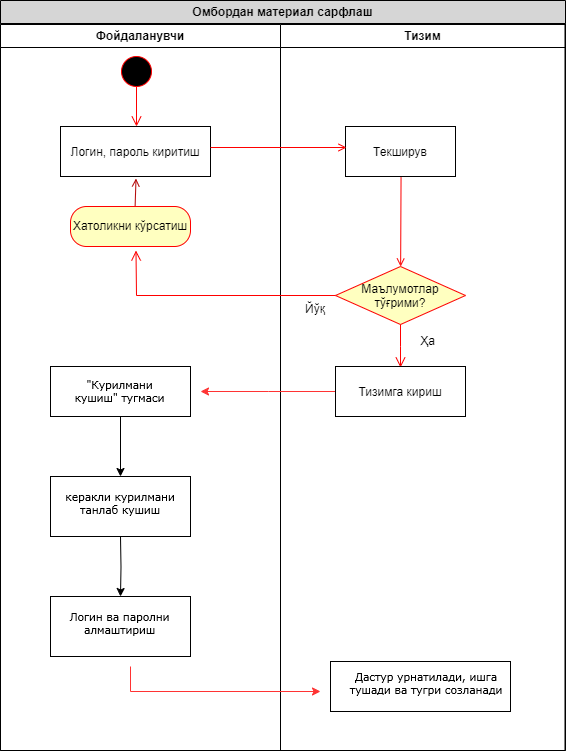 Омбордан материал сарфлаш
Фойдаланувчи
Тизим
Логин, пароль киритиш
Текширув
Хатоликни кўрсатиш
Маълумотлар
тўғрими?
Йўқ
Ҳа
"Курилмани
кушиш" тугмаси
Тизимга кириш
керакли курилмани
танлаб кушиш
Логин ва паролни
алмаштириш
Дастур урнатилади, ишга
тушади ва тугри созланади